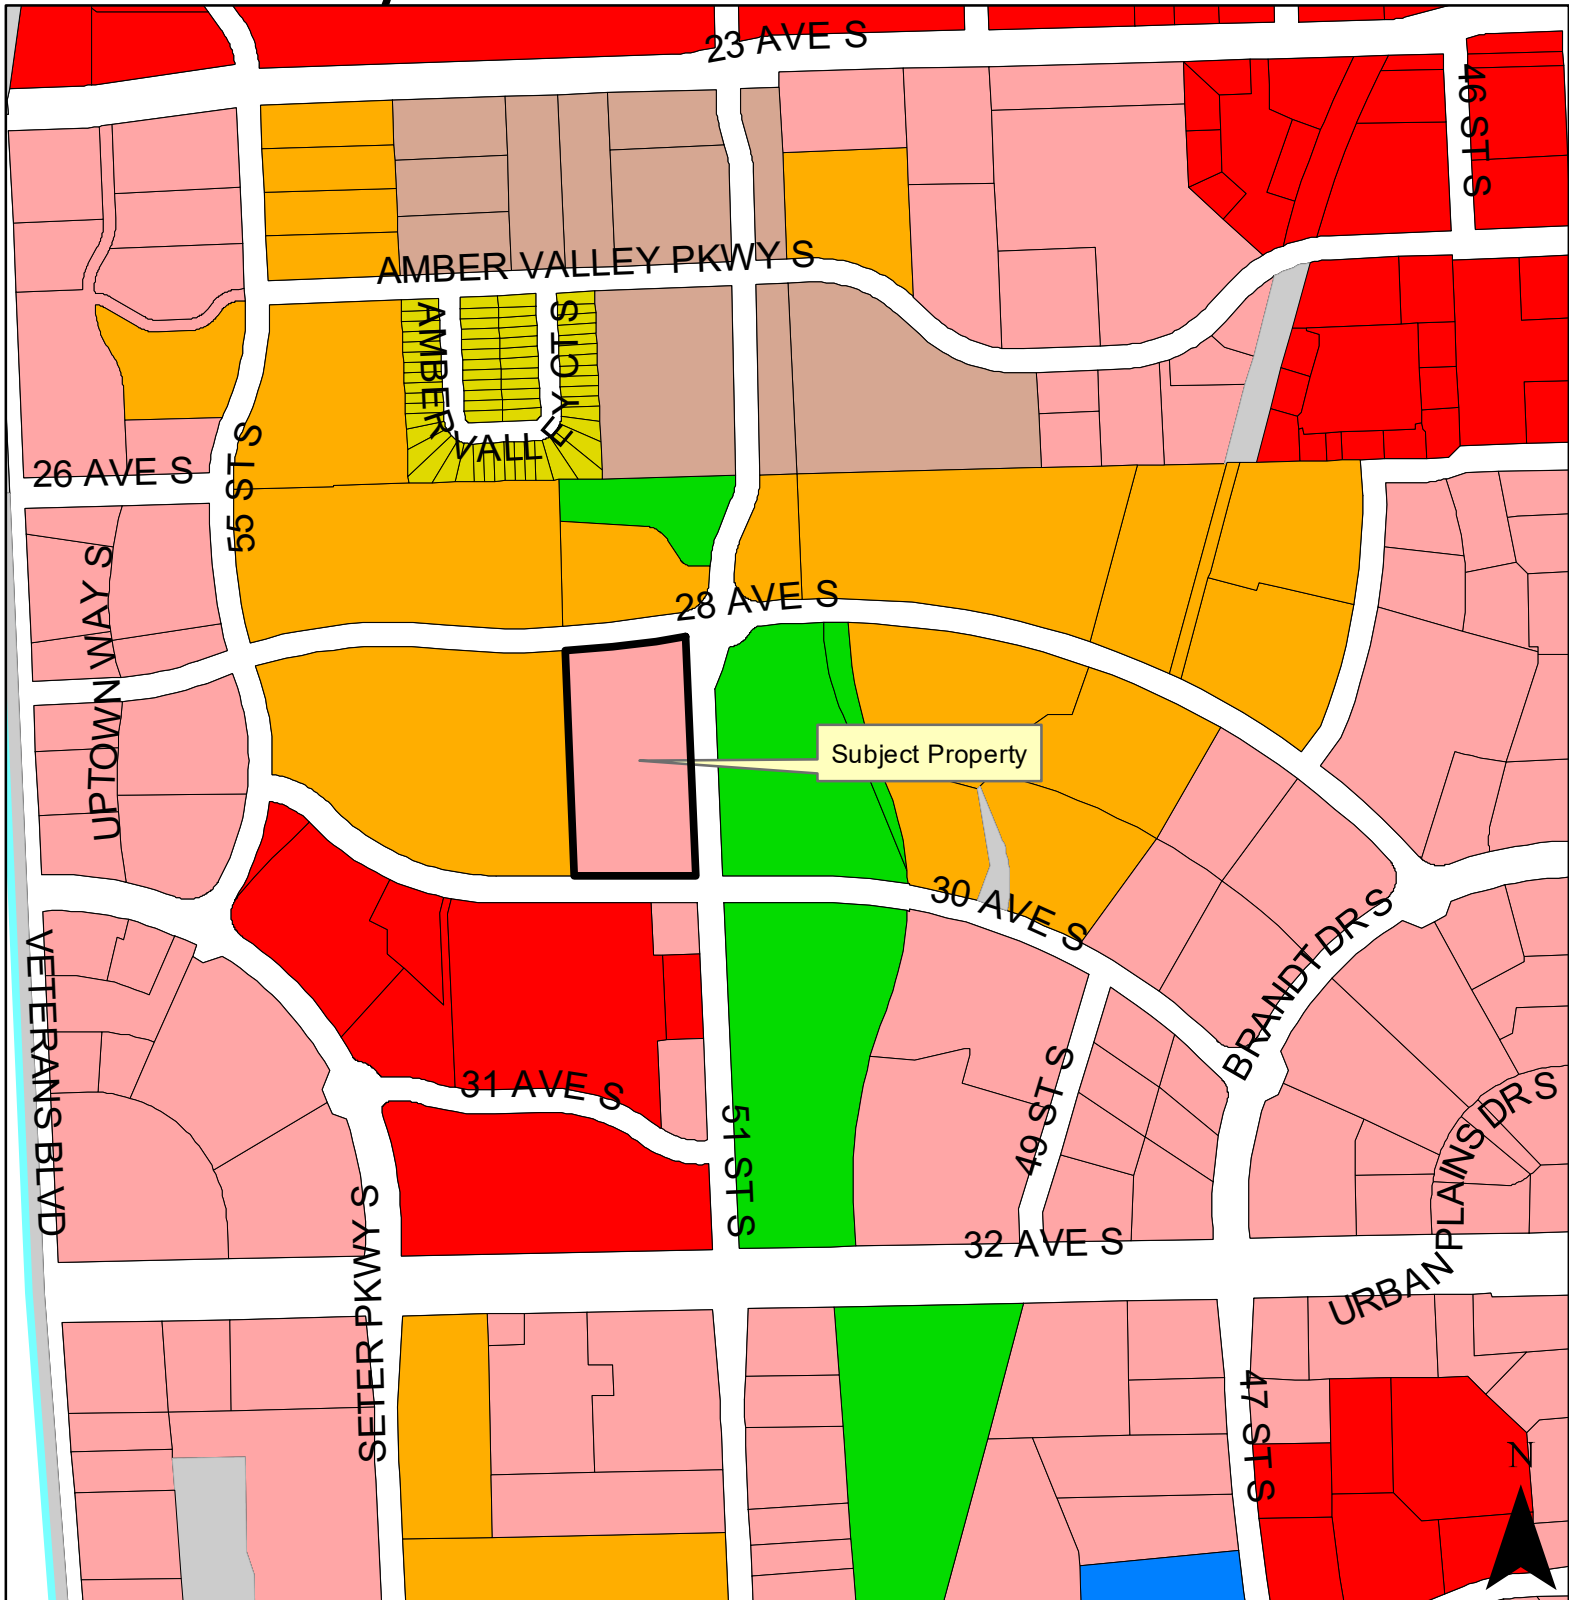 23 AVE S
46 ST S
AMBER VALLEY PKWY S
AMBER VALLEY CT S
26 AVE S
55 ST S
28 AVE S
UPTOWN WAY S
Subject Property
30 AVE S
BRANDT DR S
VETERANS BLVD
31 AVE S
51 ST S
49 ST S
URBAN PLAINS DR S
32 AVE S
SETER PKWY S
47 ST S
N